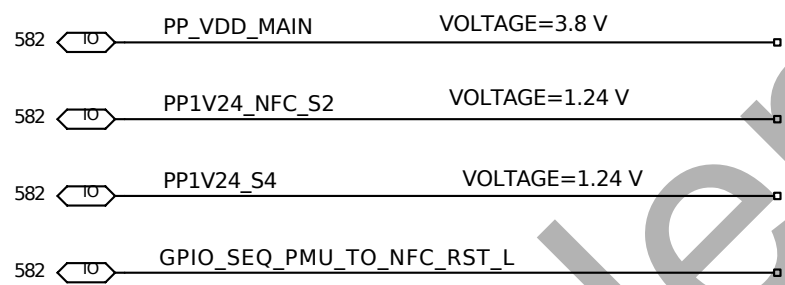 582 IO PP_VDD_MAIN VOLTAGE=3.8 V
582 IO PP1V24_NFC_S2 VOLTAGE=1.24 V
582 IO PP1V24_S4 VOLTAGE=1.24 V
582 IO GPIO_SEQ_PMU_TO_NFC_RST_L